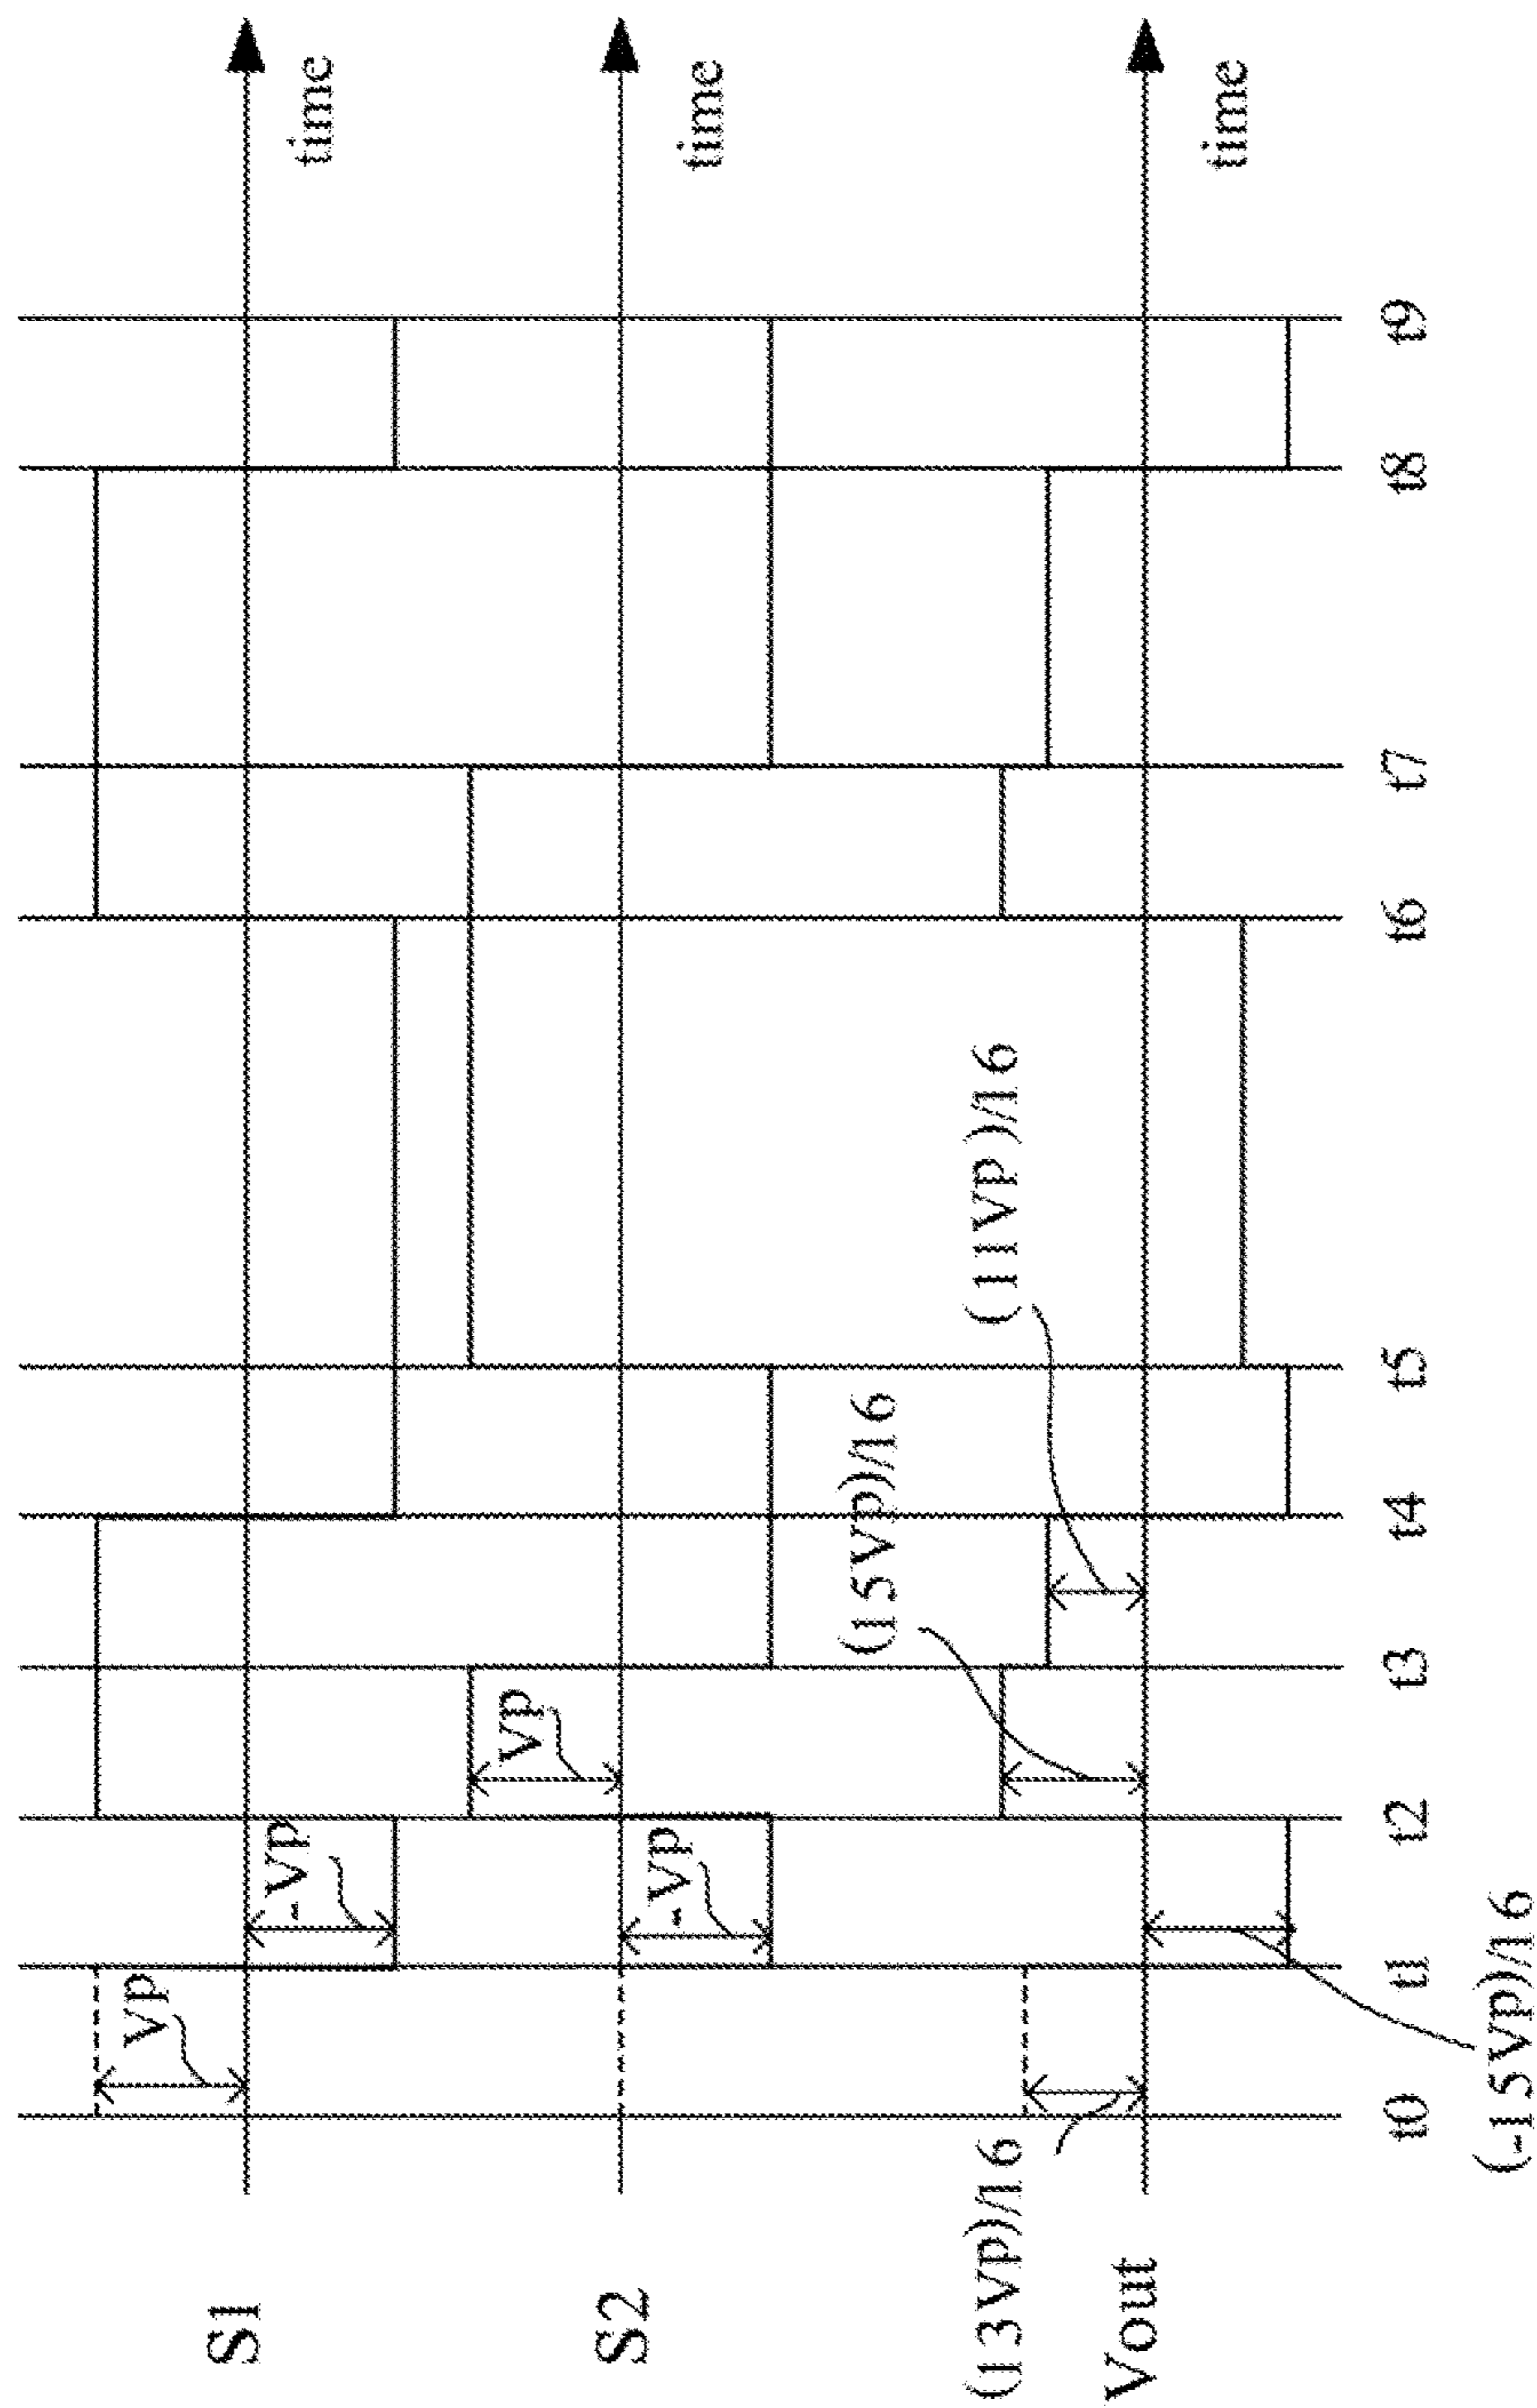 S1
Vp
-Vp
time
S2
-Vp
Vp
time
(13Vp)/16
(15Vp)/16
(11Vp)/16
Vout
time
t0
t1
t2
t3
t4
t5
t6
t7
t8
t9
(-15Vp)/16